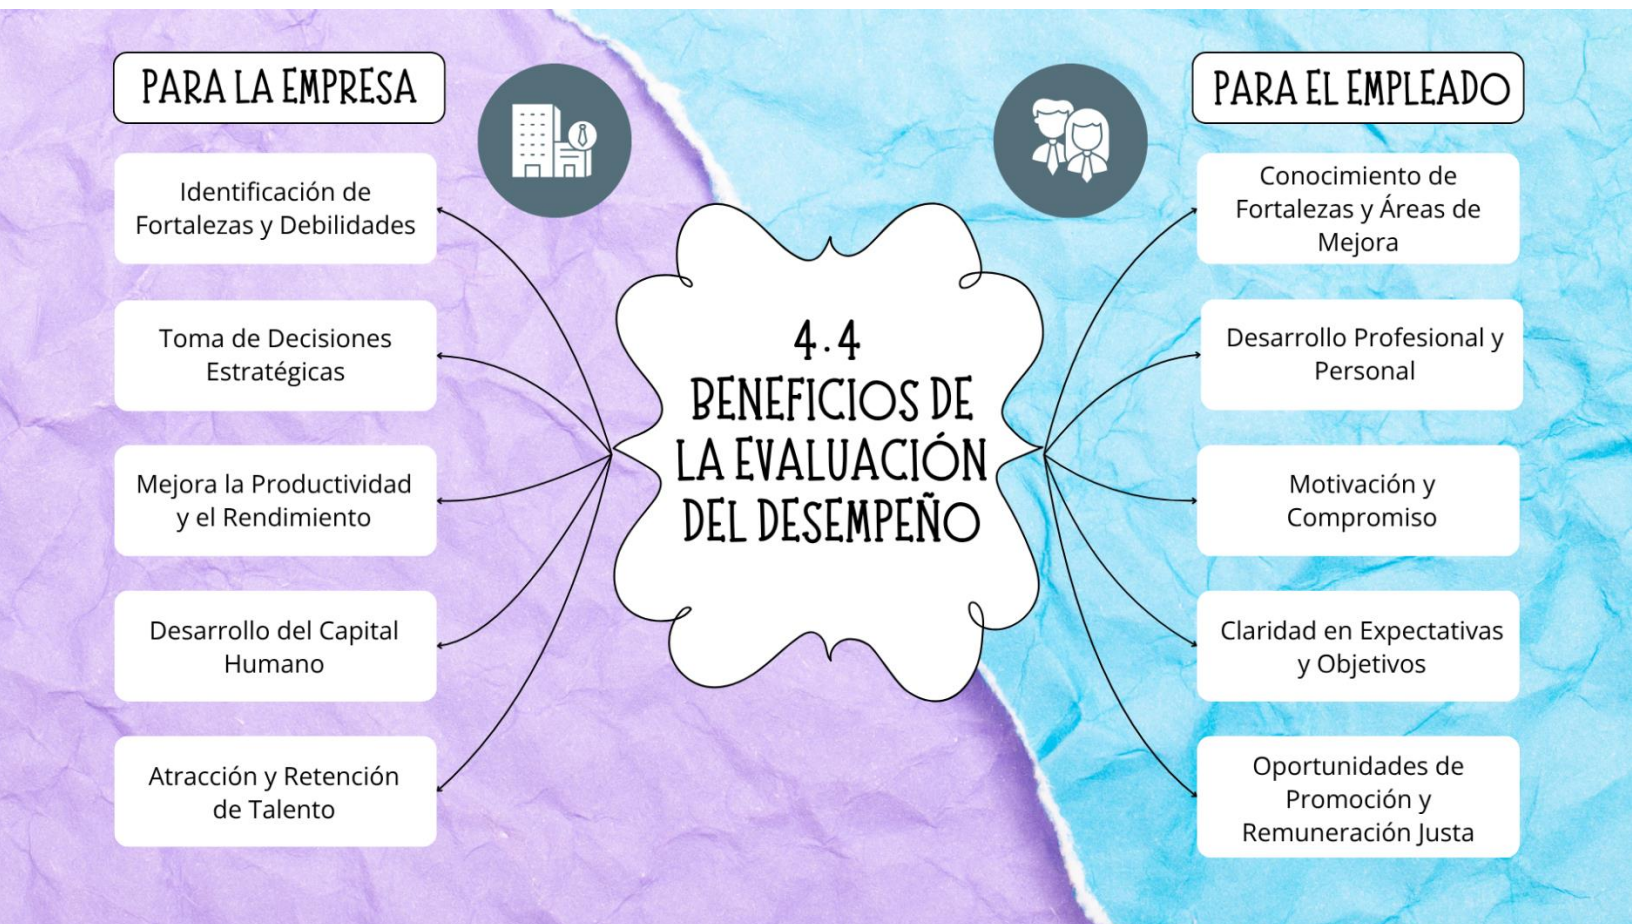 PARA LA EMPRESA
Identificación de
Fortalezas y Debilidades
Toma de Decisiones
Estratégicas
Mejora la Productividad
y el Rendimiento
Desarrollo del Capital
Humano
Atracción y Retención
de Talento
4.4
BENEFICIOS DE
LA EVALUACIÓN
DEL DESEMPEÑO
PARA EL EMPLEADO
Conocimiento de
Fortalezas y Áreas de
Mejora
Desarrollo Profesional y
Personal
Motivación y
Compromiso
Claridad en Expectativas
y Objetivos
Oportunidades de
Promoción y
Remuneración Justa